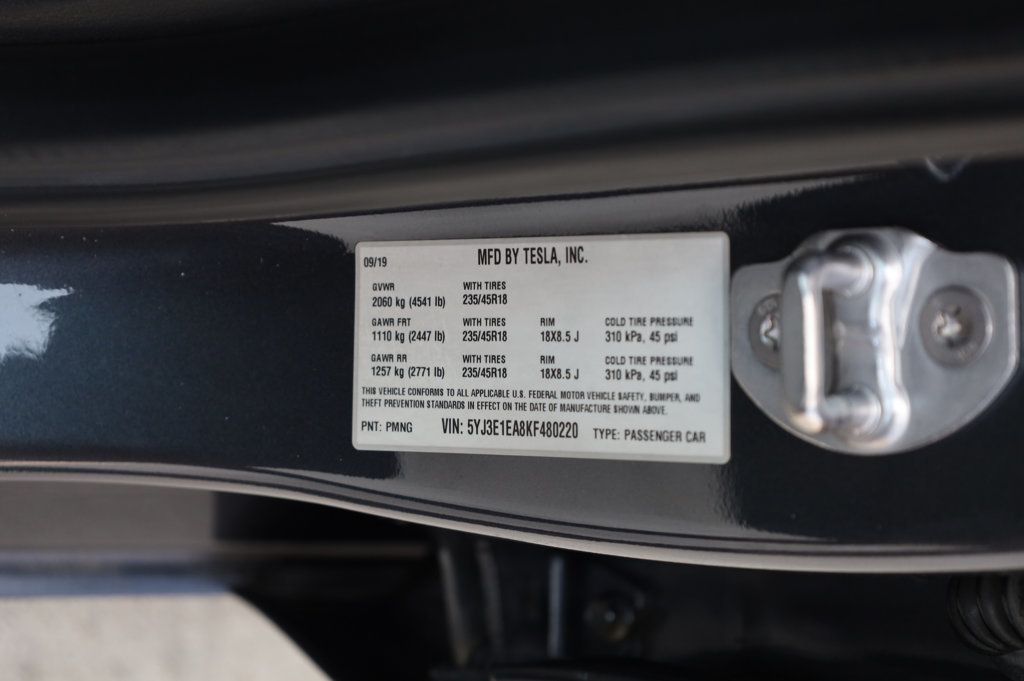 09/19 MFD BY TESLA, INC.
GVWR WITH TIRES
2060 kg (4541 lb) 235/45R18
GAWR FRT WITH TIRES RIM COLD TIRE PRESSURE
1110 kg (2447 lb) 235/45R18 18X8.5 J 310 kPa, 45 psi
GAWR RR WITH TIRES RIM COLD TIRE PRESSURE
1257 kg (2771 lb) 235/45R18 18X8.5 J 310 kPa, 45 psi
THIS VEHICLE CONFORMS TO ALL APPLICABLE U.S. FEDERAL MOTOR VEHICLE SAFETY, BUMPER, AND
THEFT PREVENTION STANDARDS IN EFFECT ON THE DATE OF MANUFACTURE SHOWN ABOVE.
PNT: PMNG VIN: 5YJ3E1EA8KF480220 TYPE: PASSENGER CAR